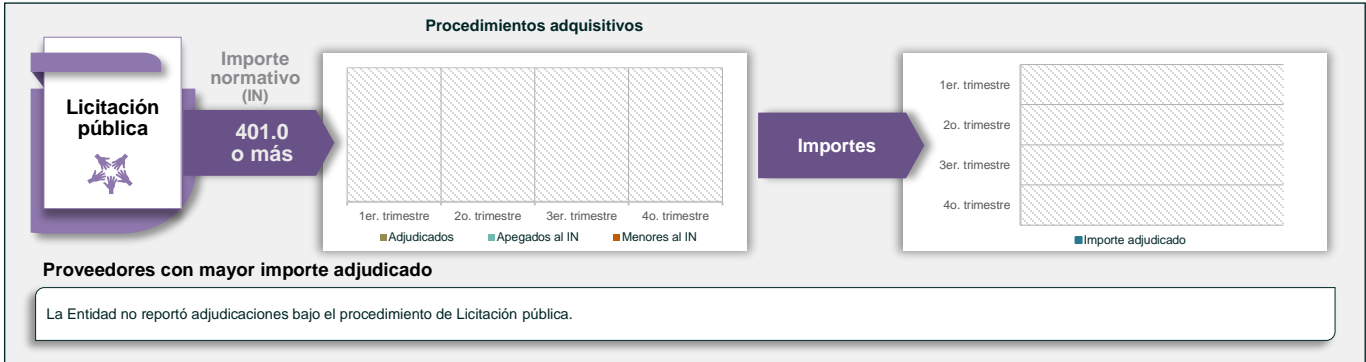 Procedimientos adquisitivos
Licitación
pública
Importe
normativo
(IN)
401.0
o más
1er. trimestre 2o. trimestre 3er. trimestre 4o. trimestre
Adjudicados Apegados al IN Menores al IN
Importes
1er. trimestre
2o. trimestre
3er. trimestre
4o. trimestre
Importe adjudicado
Proveedores con mayor importe adjudicado
La Entidad no reportó adjudicaciones bajo el procedimiento de Licitación pública.